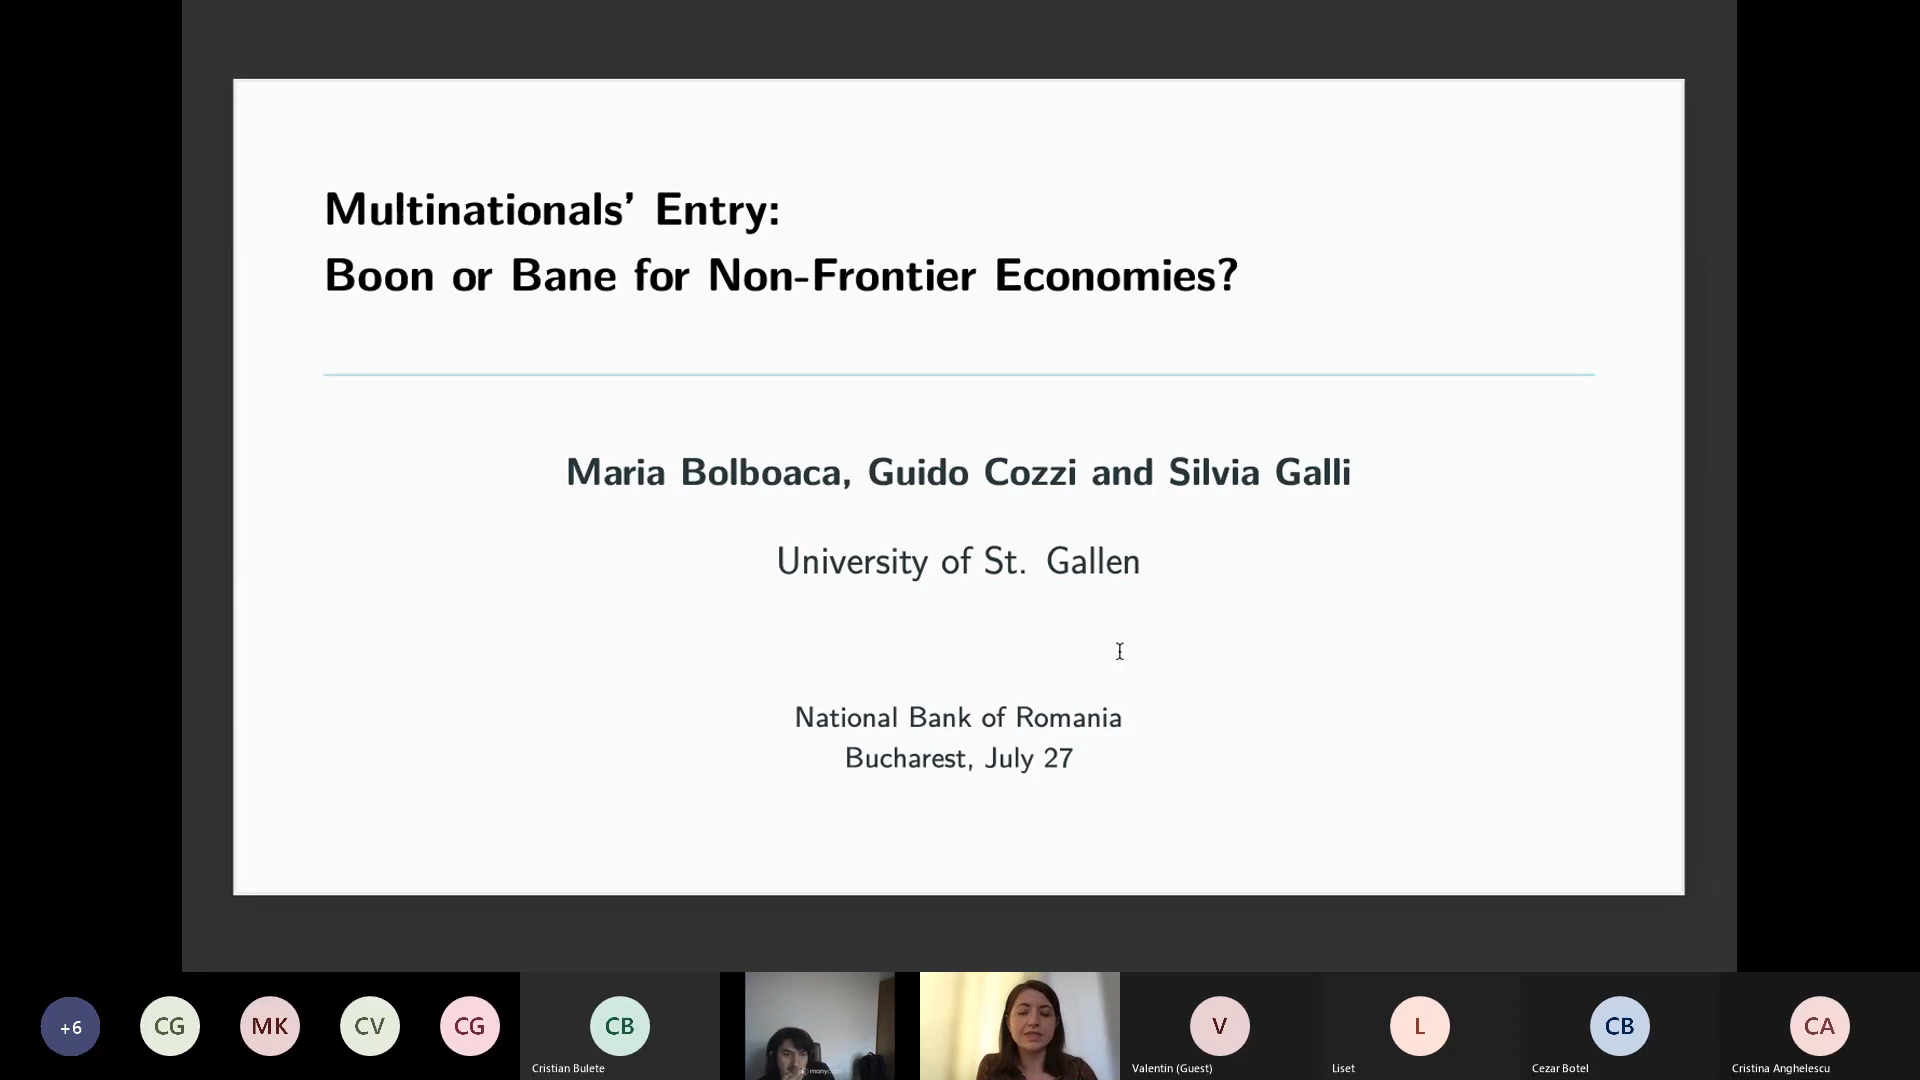 Multinationals' Entry:
Boon or Bane for Non-Frontier Economies?
Maria Bolboaca, Guido Cozzi and Silvia Galli
University of St. Gallen
National Bank of Romania
Bucharest, July 27
+6
CG
MK
CV
CG
CB
Cristian Bulete
V
Valentin (Guest)
L
Liset
CB
Cezar Botel
CA
Cristina Anghelescu